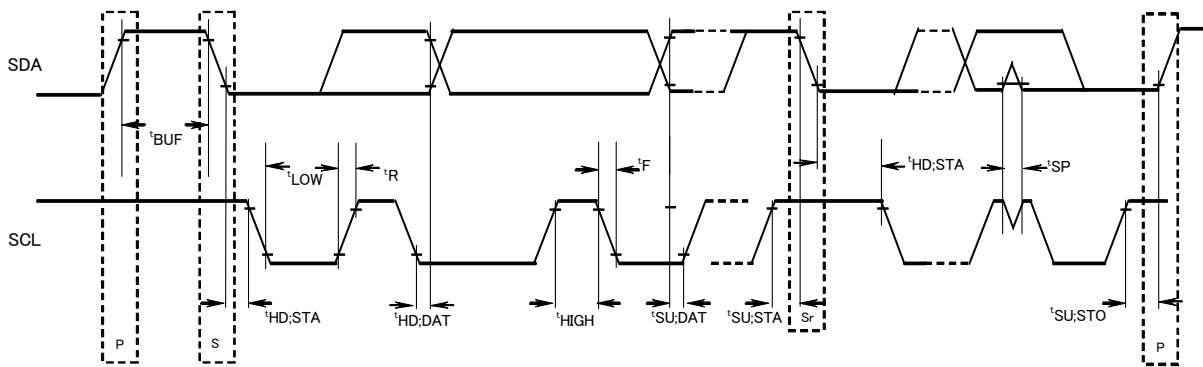 SDA
tBUF
tLOW
tR
tF
tHD;STA
tSP
SCL
tHD;STA
tHD;DAT
tHIGH
tSU;DAT
tSU;STA
Sr
tSU;STO
P
S
P